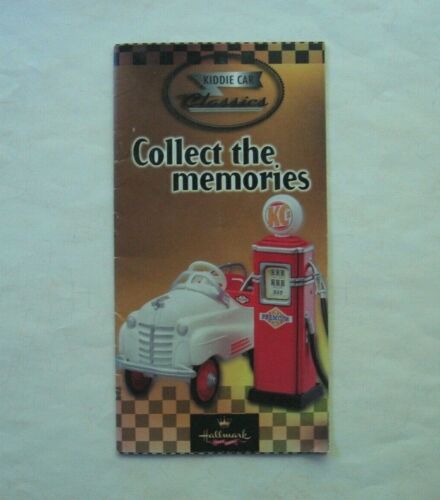 KIDDIE CAR
Classics
Collect the
memories
KC
PREMIUM
Hallmark